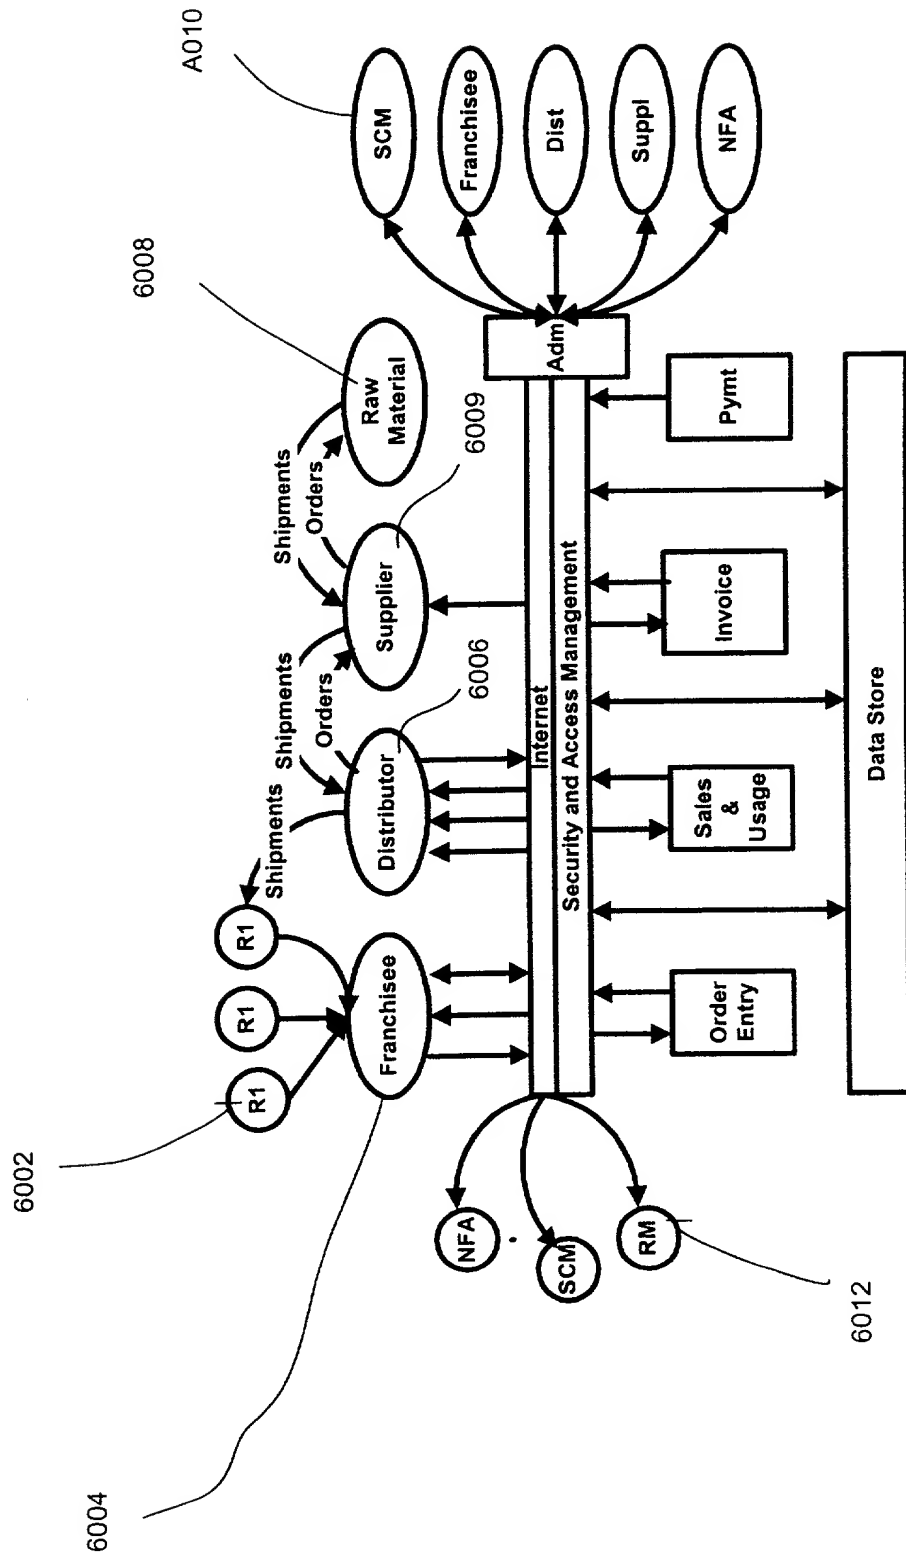 6002
6004
6008
A010
R1
R1
R1
Shipments
Shipments
Orders
Shipments
Orders
Franchisee
Distributor
6006
Supplier
6009
Raw
Material
SCM
Franchisee
Dist
Suppl
NFA
NFA
SCM
RM
6012
Internet
Security and Access Management
Adm
Order
Entry
Sales
&
Usage
Invoice
Pymt
Data Store